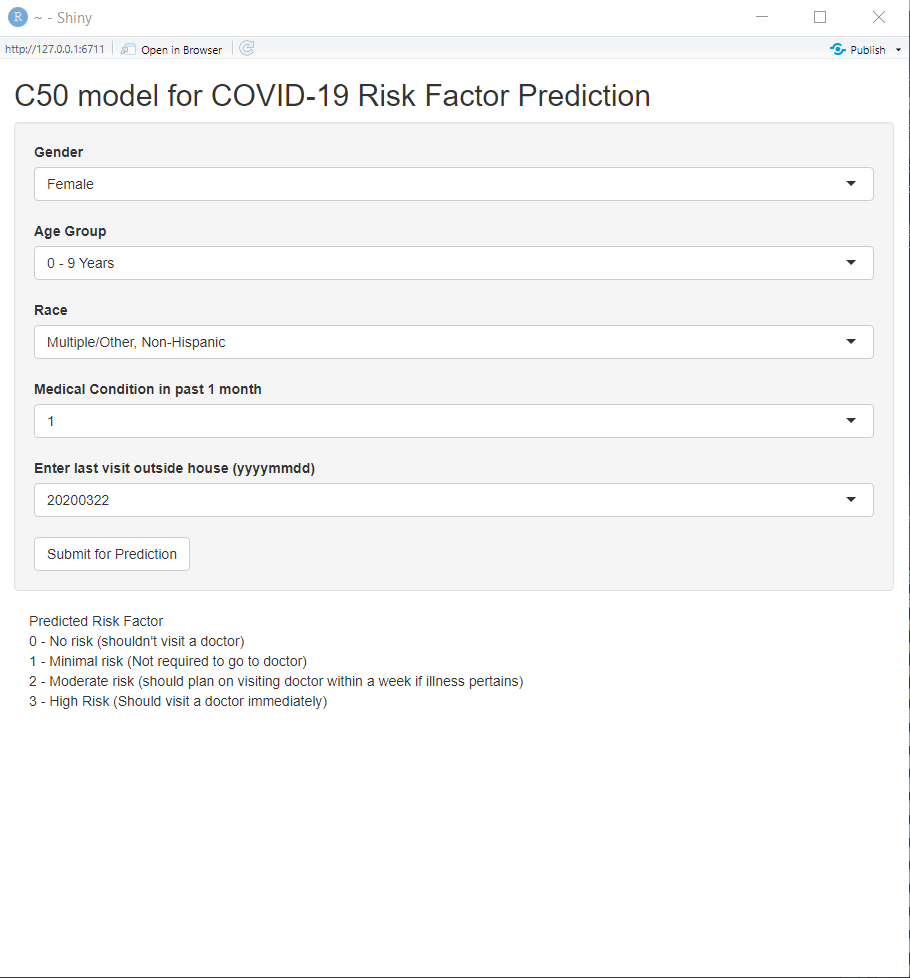 R ~ - Shiny
http://127.0.0.1:6711 Open in Browser Publish
C50 model for COVID-19 Risk Factor Prediction
Gender
Female
Age Group
0 - 9 Years
Race
Multiple/Other, Non-Hispanic
Medical Condition in past 1 month
1
Enter last visit outside house (yyyymmdd)
20200322
Submit for Prediction
Predicted Risk Factor
0 - No risk (shouldn't visit a doctor)
1 - Minimal risk (Not required to go to doctor)
2 - Moderate risk (should plan on visiting doctor within a week if illness pertains)
3 - High Risk (Should visit a doctor immediately)